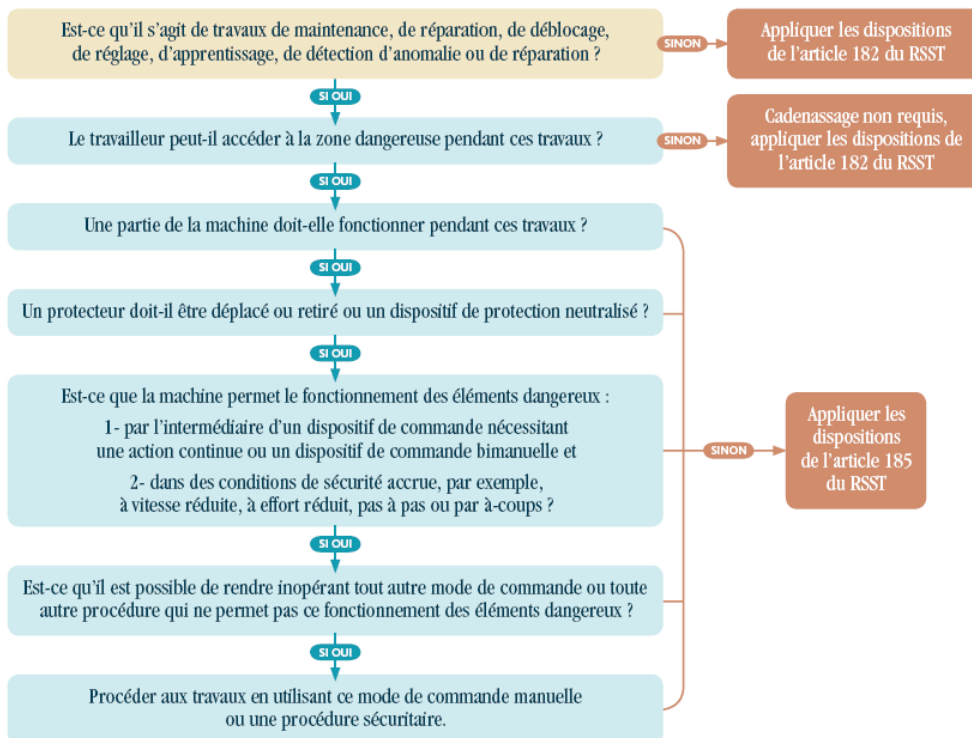 Est-ce qu'il s'agit de travaux de maintenance, de réparation, de déblocage,
de réglage, d'apprentissage, de détection d'anomalie ou de réparation ?
SINON
Appliquer les dispositions
de l'article 182 du RSST
SI OUI
Le travailleur peut-il accéder à la zone dangereuse pendant ces travaux ?
SINON
Cadenassage non requis,
appliquer les dispositions de
l'article 182 du RSST
SI OUI
Une partie de la machine doit-elle fonctionner pendant ces travaux ?
SI OUI
Un protecteur doit-il être déplacé ou retiré ou un dispositif de protection neutralisé ?
SI OUI
Est-ce que la machine permet le fonctionnement des éléments dangereux :
1- par l'intermédiaire d'un dispositif de commande nécessitant
une action continue ou un dispositif de commande bimanuelle et
2- dans des conditions de sécurité accrue, par exemple,
à vitesse réduite, à effort réduit, pas à pas ou par à-coups ?
SINON
Appliquer les
dispositions
de l'article 185
du RSST
SI OUI
Est-ce qu'il est possible de rendre inopérant tout autre mode de commande ou toute
autre procédure qui ne permet pas ce fonctionnement des éléments dangereux ?
SI OUI
Procéder aux travaux en utilisant ce mode de commande manuelle
ou une procédure sécuritaire.